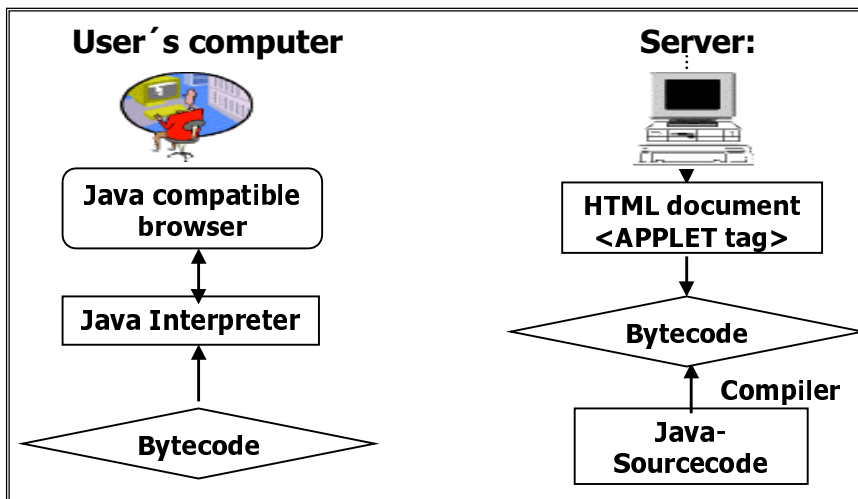 User´s computer
Java compatible
browser
Java Interpreter
Bytecode
Server:
HTML document
<APPLET tag>
Bytecode
Compiler
Java-
Sourcecode